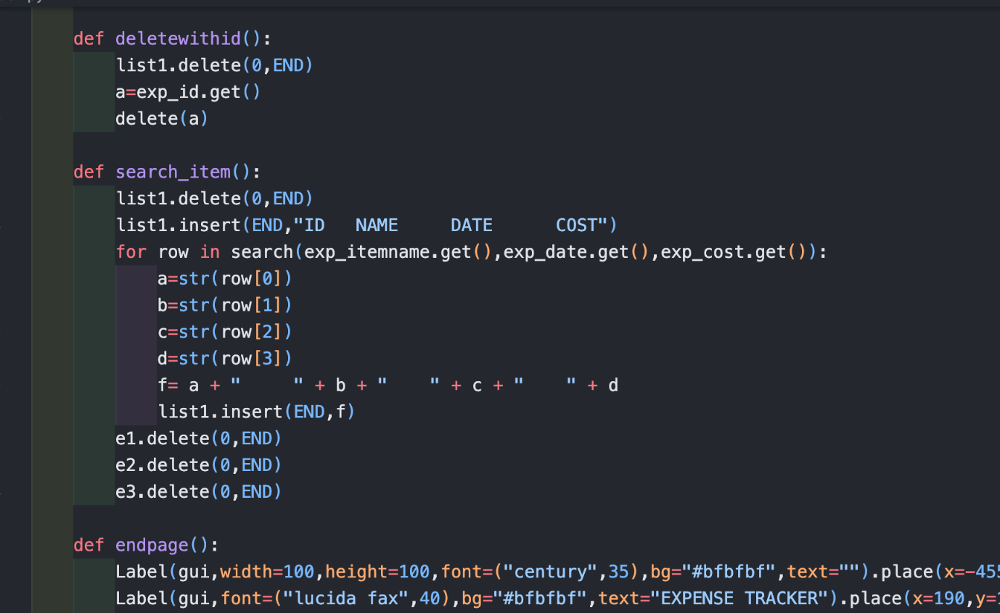 def deletewithid():
    list1.delete(0,END)
    a=exp_id.get()
    delete(a)

def search_item():
    list1.delete(0,END)
    list1.insert(END,"ID   NAME     DATE      COST")
    for row in search(exp_itemname.get(),exp_date.get(),exp_cost.get()):
        a=str(row[0])
        b=str(row[1])
        c=str(row[2])
        d=str(row[3])
        f= a + "     " + b + "    " + c + "    " + d
        list1.insert(END,f)
    e1.delete(0,END)
    e2.delete(0,END)
    e3.delete(0,END)

def endpage():
    Label(gui,width=100,height=100,font=("century",35),bg="#bfbfbf",text="").place(x=-455
    Label(gui,font=("lucida fax",40),bg="#bfbfbf",text="EXPENSE TRACKER").place(x=190,y=